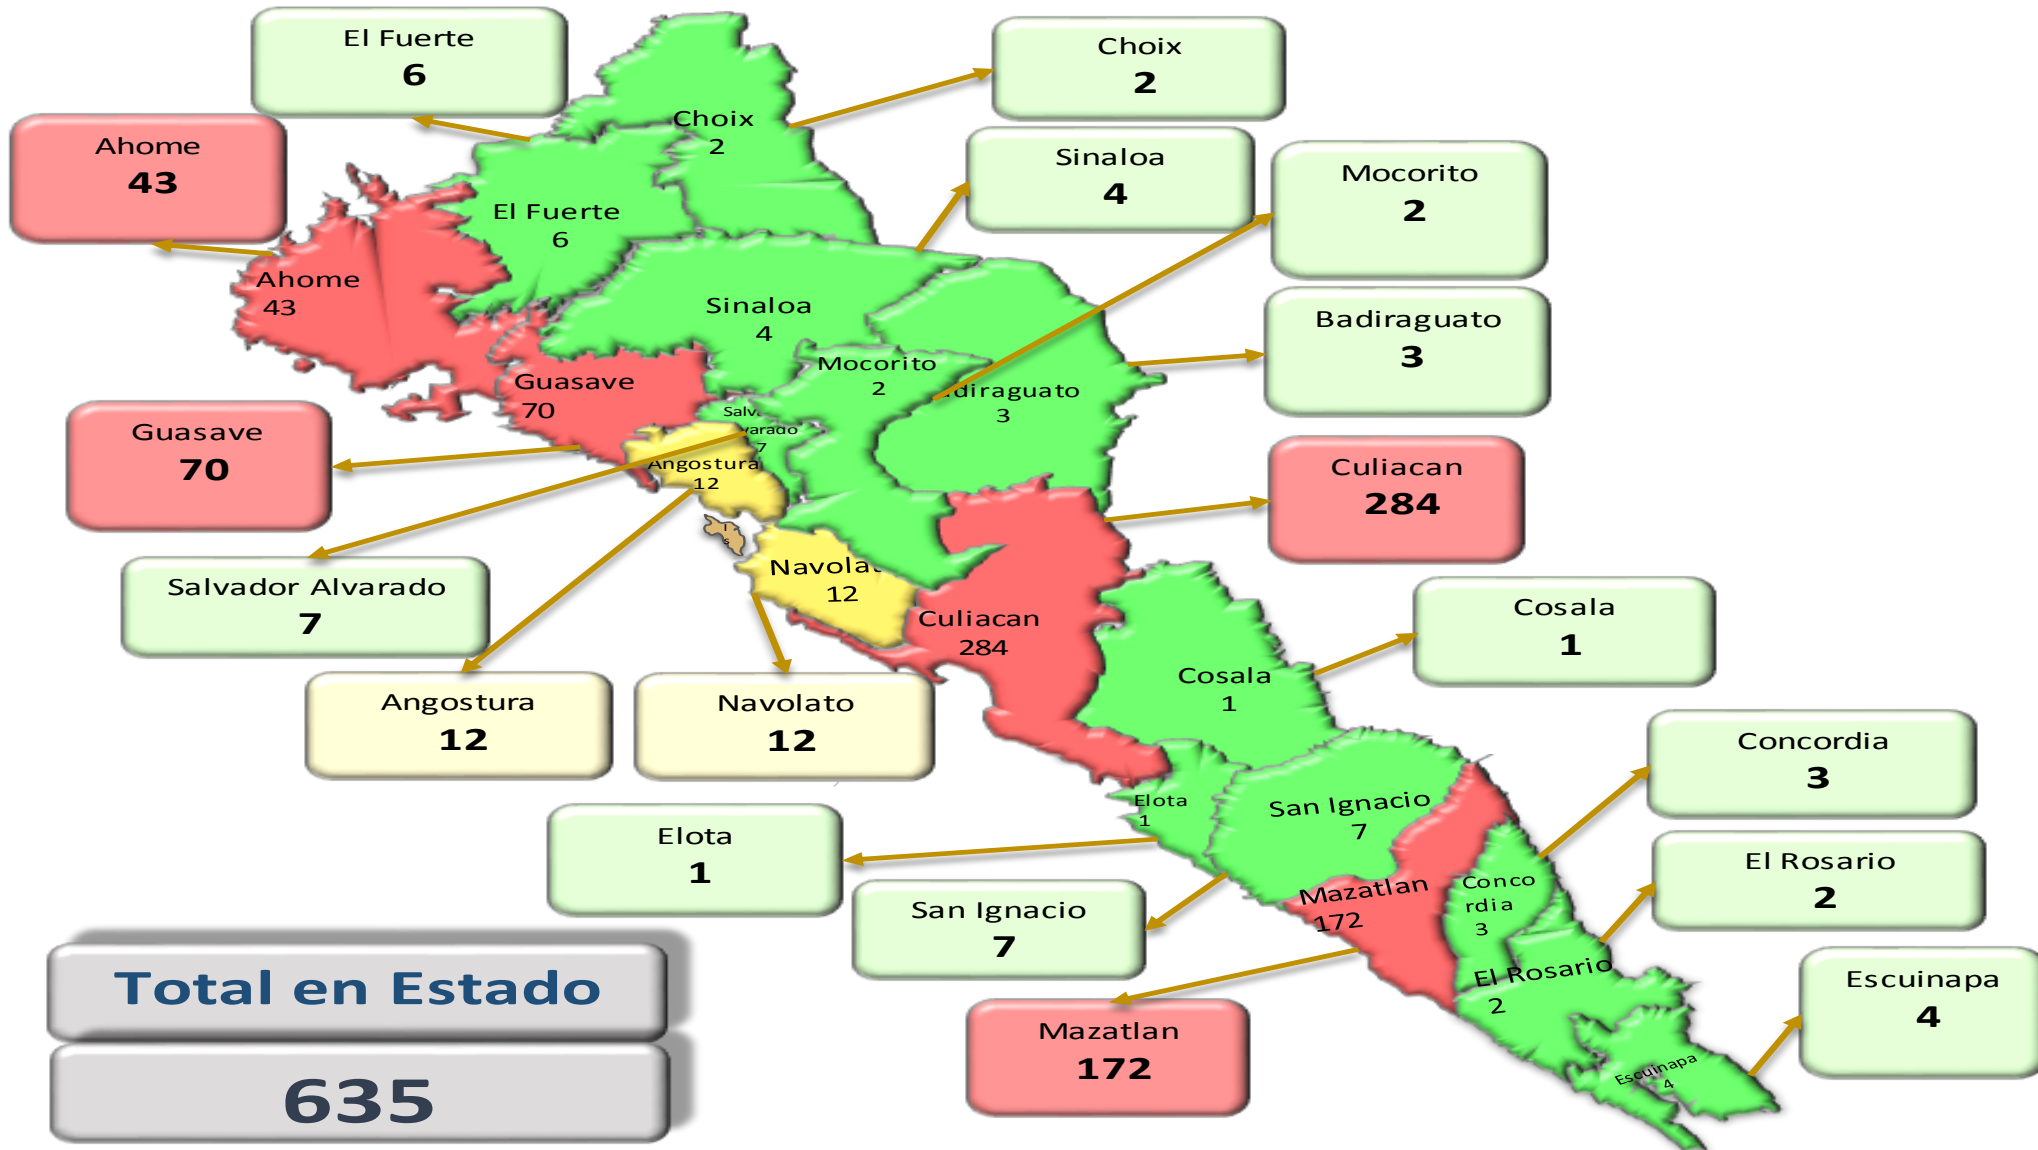 El Fuerte
6
Choix
2
Ahome
43
Sinaloa
4
Mocorito
2
Badiraguato
3
Guasave
70
Culiacan
284
Salvador Alvarado
7
Cosala
1
Angostura
12
Navolato
12
Concordia
3
Elota
1
El Rosario
2
San Ignacio
7
Escuinapa
4
Mazatlan
172
Choix
2
El Fuerte
6
Ahome
43
Sinaloa
4
Mocorito
2
diraguato
3
Guasave
70
Salv
varado
7
Angostura
12
Navolat
12
Culiacan
284
Cosala
1
Elota
1
San Ignacio
7
Mazatlan
172
Conco
rdia
3
El Rosario
2
Escuinapa
4
Total en Estado
635